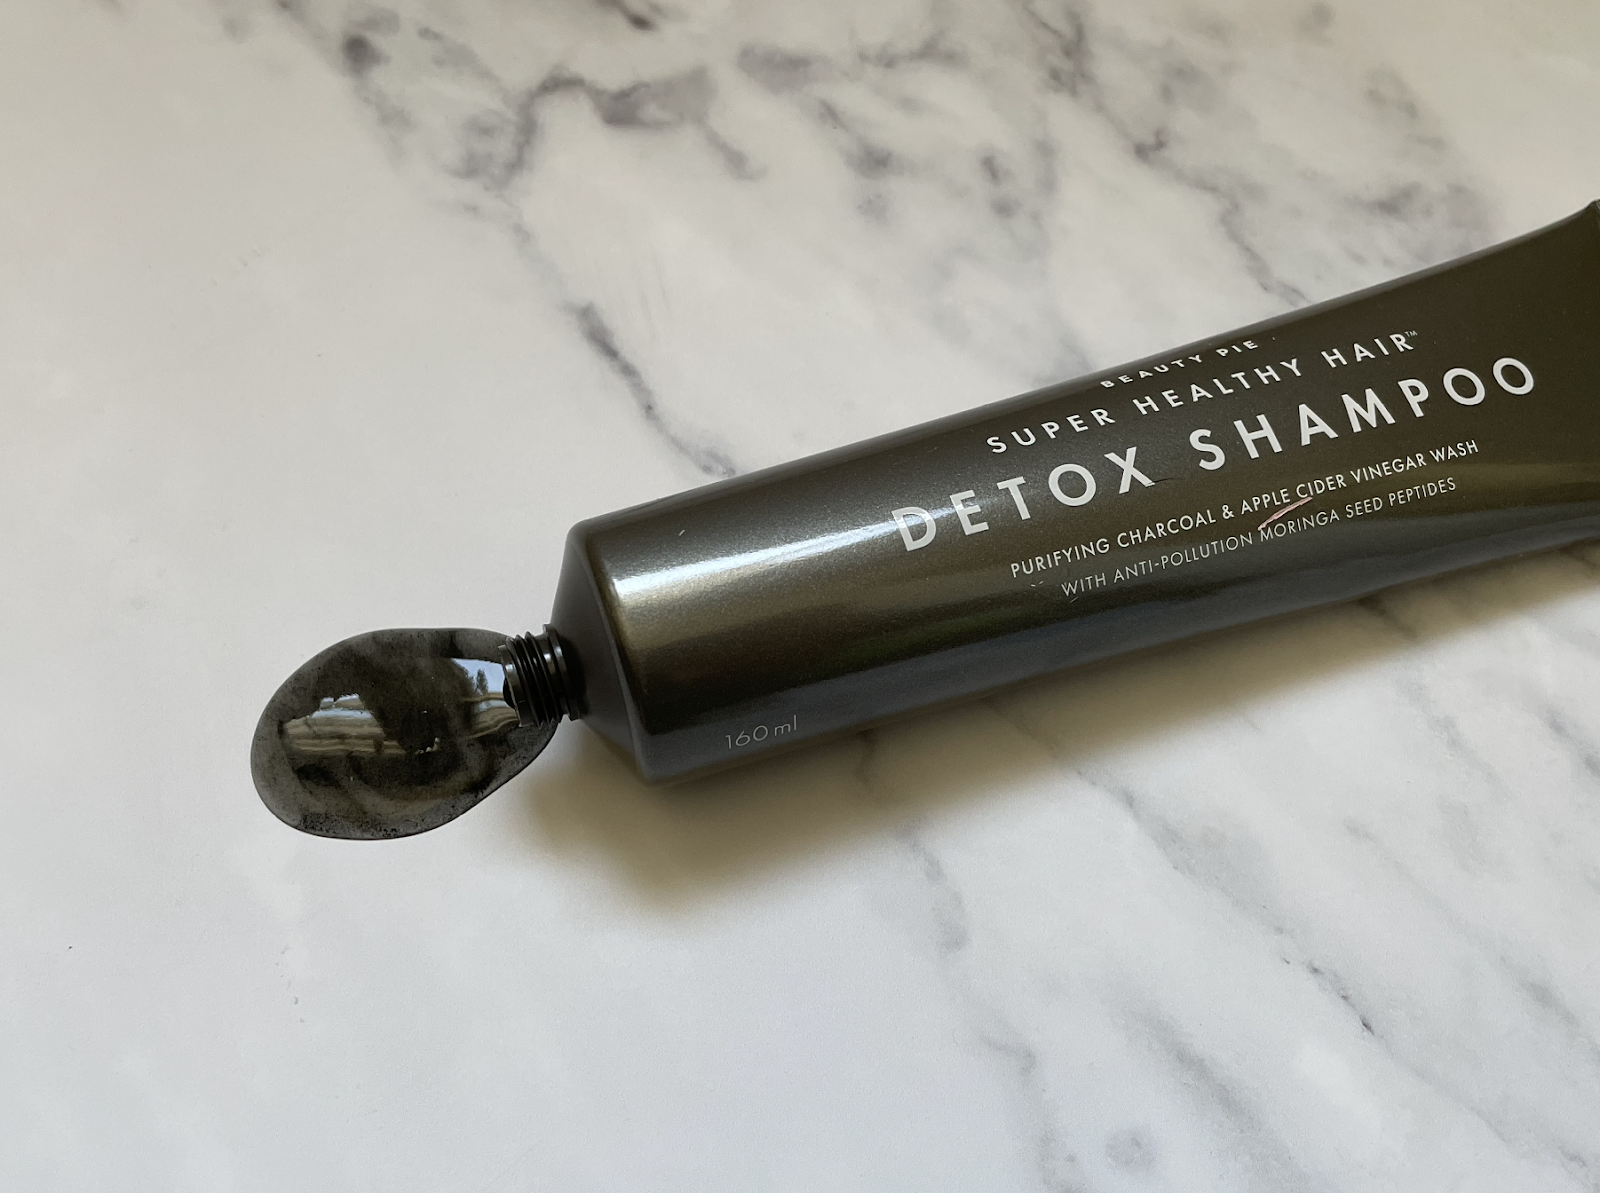 BEAUTY PIE
SUPER HEALTHY HAIR™
DETOX SHAMPOO
PURIFYING CHARCOAL & APPLE CIDER VINEGAR WASH
WITH ANTI-POLLUTION MORINGA SEED PEPTIDES
160 ml